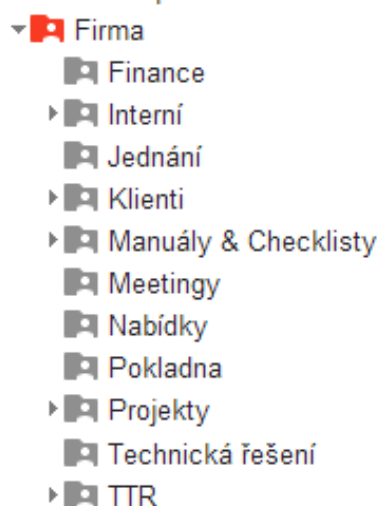 Firma
Finance
Interní
Jednání
Klienti
Manuály & Checklisty
Meetingy
Nabídky
Pokladna
Projekty
Technická řešení
TTR